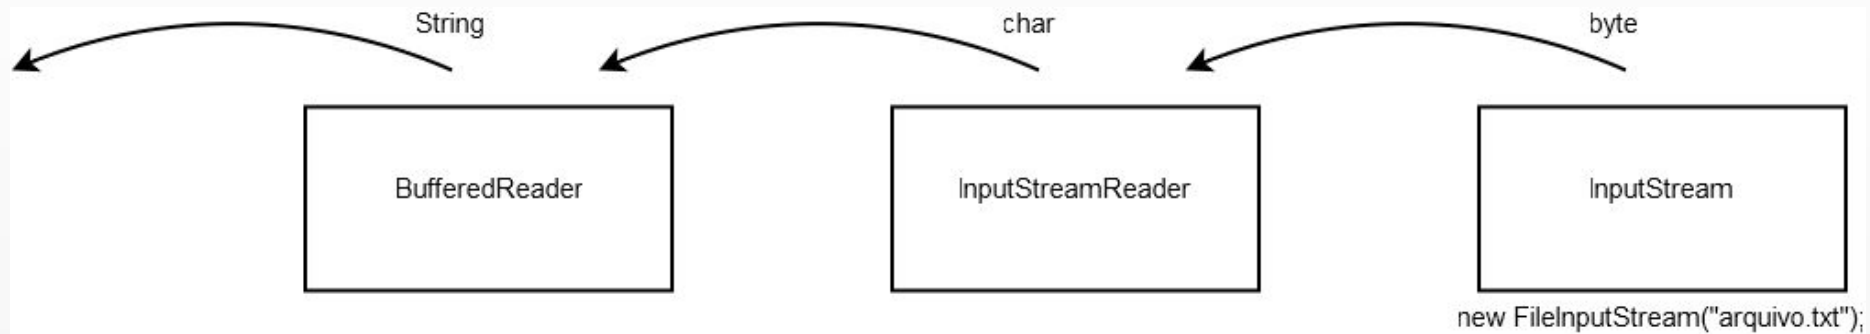 String
char
byte
BufferedReader
InputStreamReader
InputStream
new FileInputStream("arquivo.txt");